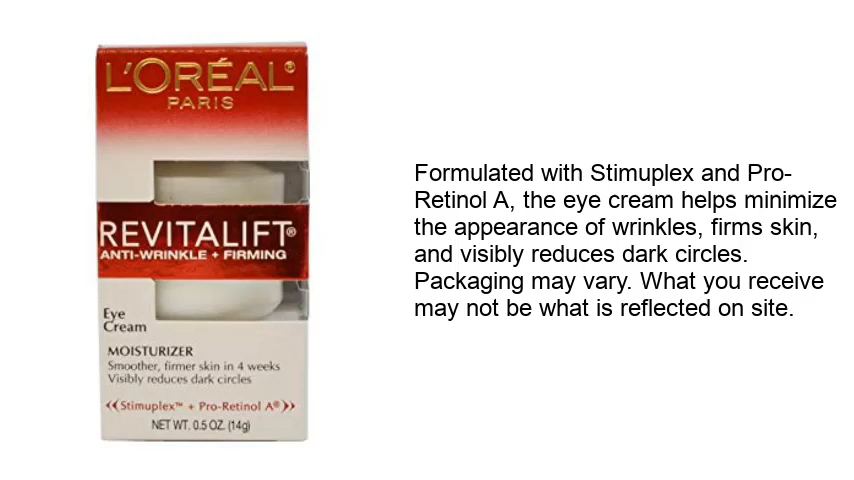 L'ORÉAL®
PARIS
REVITALIFT®
ANTI-WRINKLE + FIRMING
Eye
Cream
MOISTURIZER
Smoother, firmer skin in 4 weeks
Visibly reduces dark circles
Stimuplex™ + Pro-Retinol A®
NET WT. 0.5 OZ. (14g)
Formulated with Stimuplex and Pro-
Retinol A, the eye cream helps minimize
the appearance of wrinkles, firms skin,
and visibly reduces dark circles.
Packaging may vary. What you receive
may not be what is reflected on site.